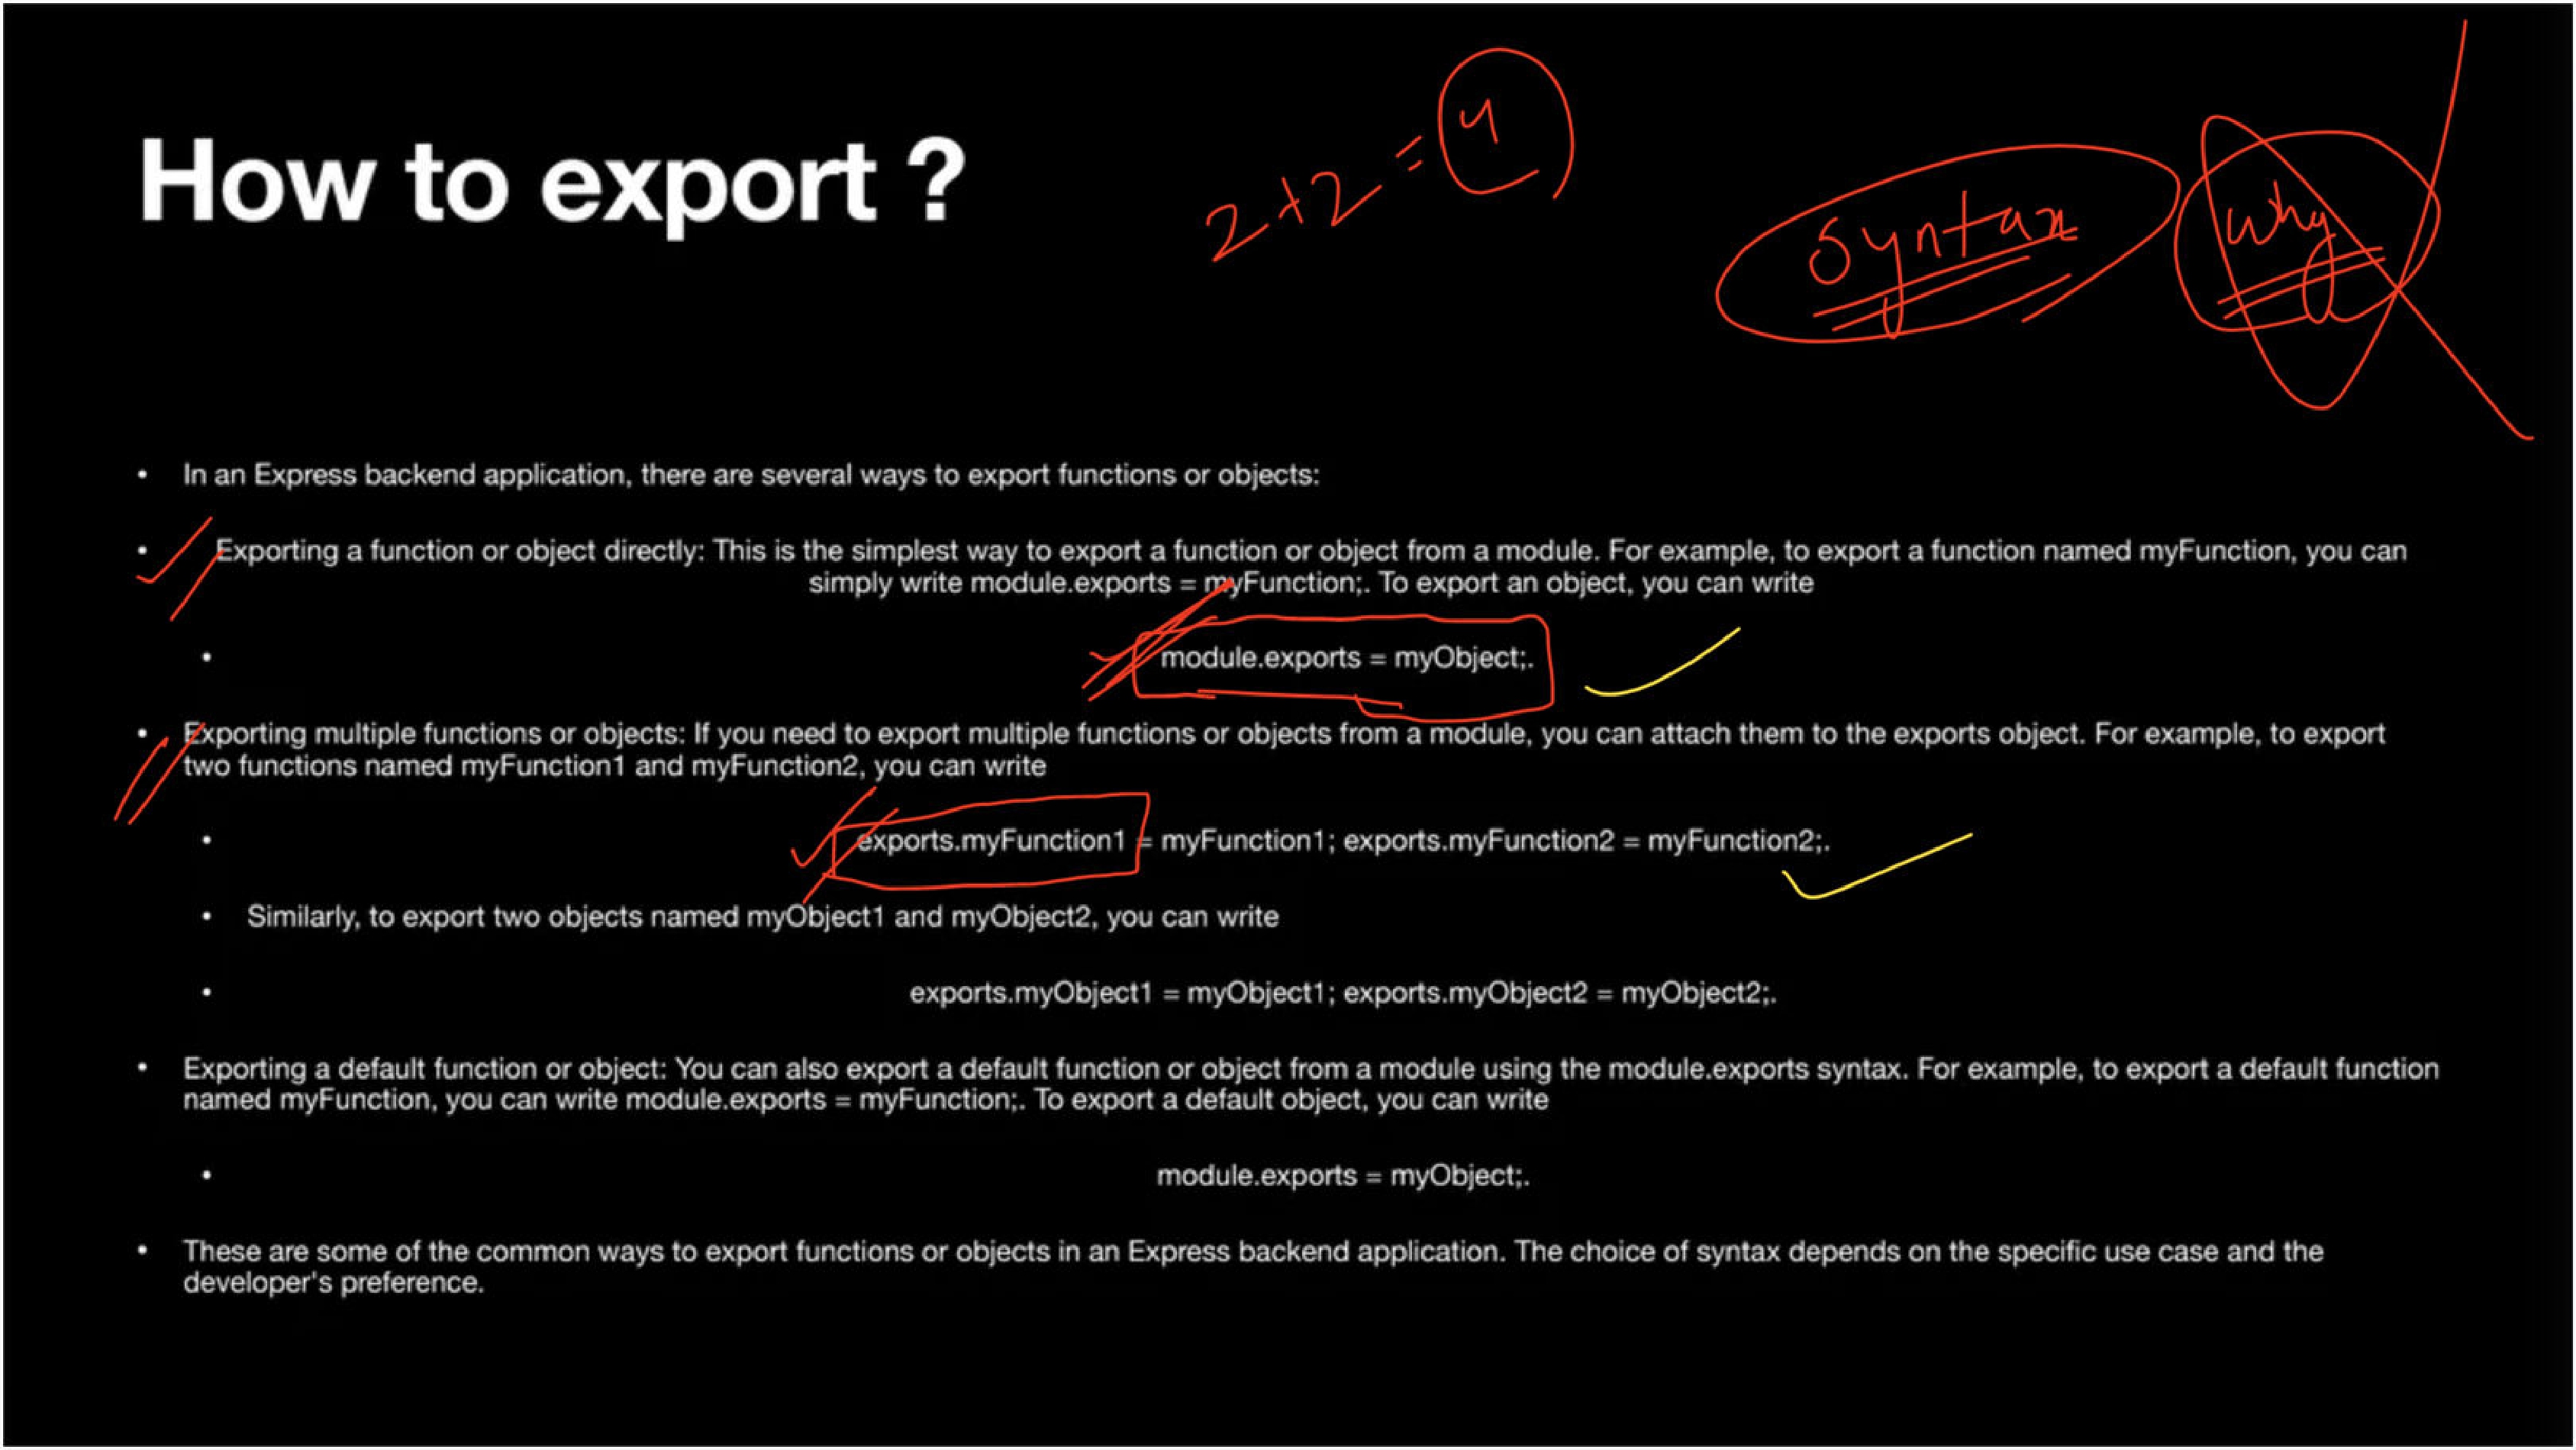 How to export ?
2+2 = 4
Syntax
Why
• In an Express backend application, there are several ways to export functions or objects:
• Exporting a function or object directly: This is the simplest way to export a function or object from a module. For example, to export a function named myFunction, you can
simply write module.exports = myFunction;. To export an object, you can write
• module.exports = myObject;.
• Exporting multiple functions or objects: If you need to export multiple functions or objects from a module, you can attach them to the exports object. For example, to export
two functions named myFunction1 and myFunction2, you can write
• exports.myFunction1 = myFunction1; exports.myFunction2 = myFunction2;.
• Similarly, to export two objects named myObject1 and myObject2, you can write
• exports.myObject1 = myObject1; exports.myObject2 = myObject2;.
• Exporting a default function or object: You can also export a default function or object from a module using the module.exports syntax. For example, to export a default function
named myFunction, you can write module.exports = myFunction;. To export a default object, you can write
• module.exports = myObject;.
• These are some of the common ways to export functions or objects in an Express backend application. The choice of syntax depends on the specific use case and the
developer's preference.